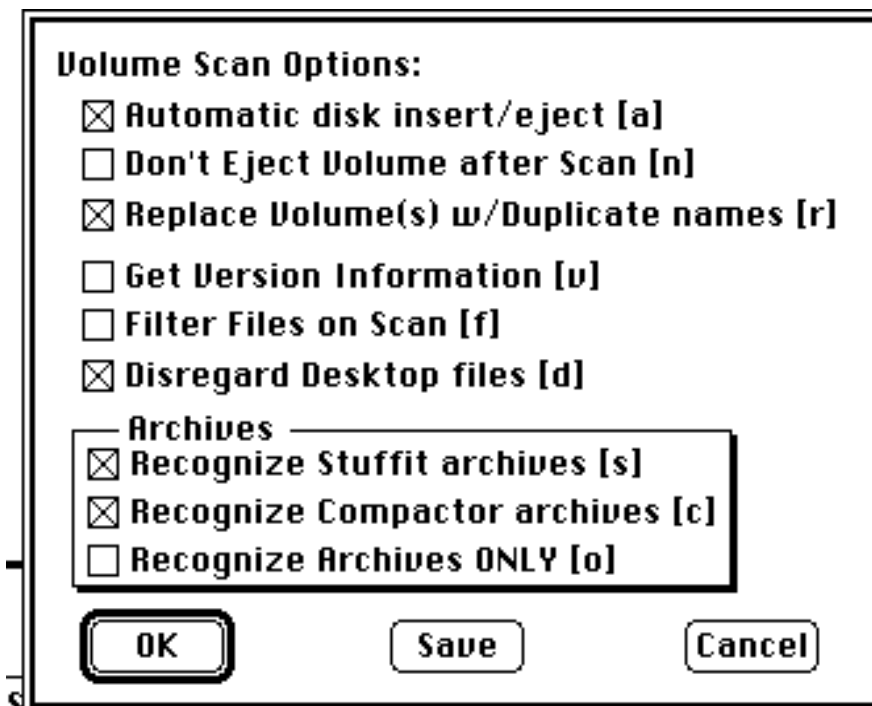 Volume Scan Options:
Automatic disk insert/eject [a]
Don't Eject Volume after Scan [n]
Replace Volume(s) w/Duplicate names [r]
Get Version Information [v]
Filter Files on Scan [f]
Disregard Desktop files [d]
Archives
Recognize Stuffit archives [s]
Recognize Compactor archives [c]
Recognize Archives ONLY [o]
OK Save Cancel